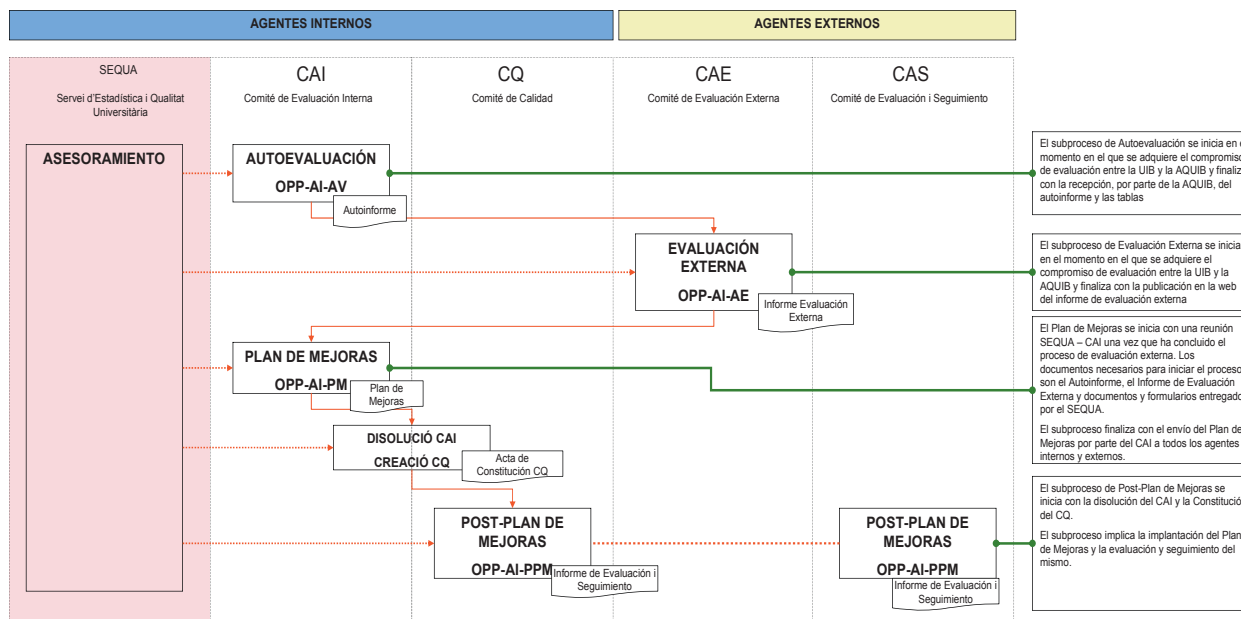 AGENTES INTERNOS
AGENTES EXTERNOS
SEQUA
Servei d'Estadística i Qualitat
Universitària
CAI
Comité de Evaluación Interna
CQ
Comité de Calidad
CAE
Comité de Evaluación Externa
CAS
Comité de Evaluación i Seguimiento
ASESORAMIENTO
AUTOEVALUACIÓN
OPP-AI-AV
Autoinforme
El subproceso de Autoevaluación se inicia en
momento en el que se adquiere el compromiso
de evaluación entre la UIB y la AQUIB y finaliz
con la recepción, por parte de la AQUIB, del
autoinforme y las tablas
EVALUACIÓN
EXTERNA
OPP-AI-AE
Informe Evaluación
Externa
El subproceso de Evaluación Externa se inicia
en el momento en el que se adquiere el
compromiso de evaluación entre la UIB y la
AQUIB y finaliza con la publicación en la web
del informe de evaluación externa
PLAN DE MEJORAS
OPP-AI-PM
Plan de
Mejoras
El Plan de Mejoras se inicia con una reunión
SEQUA – CAI una vez que ha concluido el
proceso de evaluación externa. Los
documentos necesarios para iniciar el proceso
son el Autoinforme, el Informe de Evaluación
Externa y documentos y formularios entregado
por el SEQUA.
El subproceso finaliza con el envío del Plan de
Mejoras por parte del CAI a todos los agentes
internos y externos.
DISOLUCIÓ CAI
CREACIÓ CQ
Acta de
Constitución CQ
POST-PLAN DE
MEJORAS
OPP-AI-PPM
Informe de Evaluación i
Seguimiento
POST-PLAN DE
MEJORAS
OPP-AI-PPM
Informe de Evaluación i
Seguimiento
El subproceso de Post-Plan de Mejoras se
inicia con la disolución del CAI y la Constitució
del CQ.
El subproceso implica la implantación del Plan
de Mejoras y la evaluación y seguimiento del
mismo.